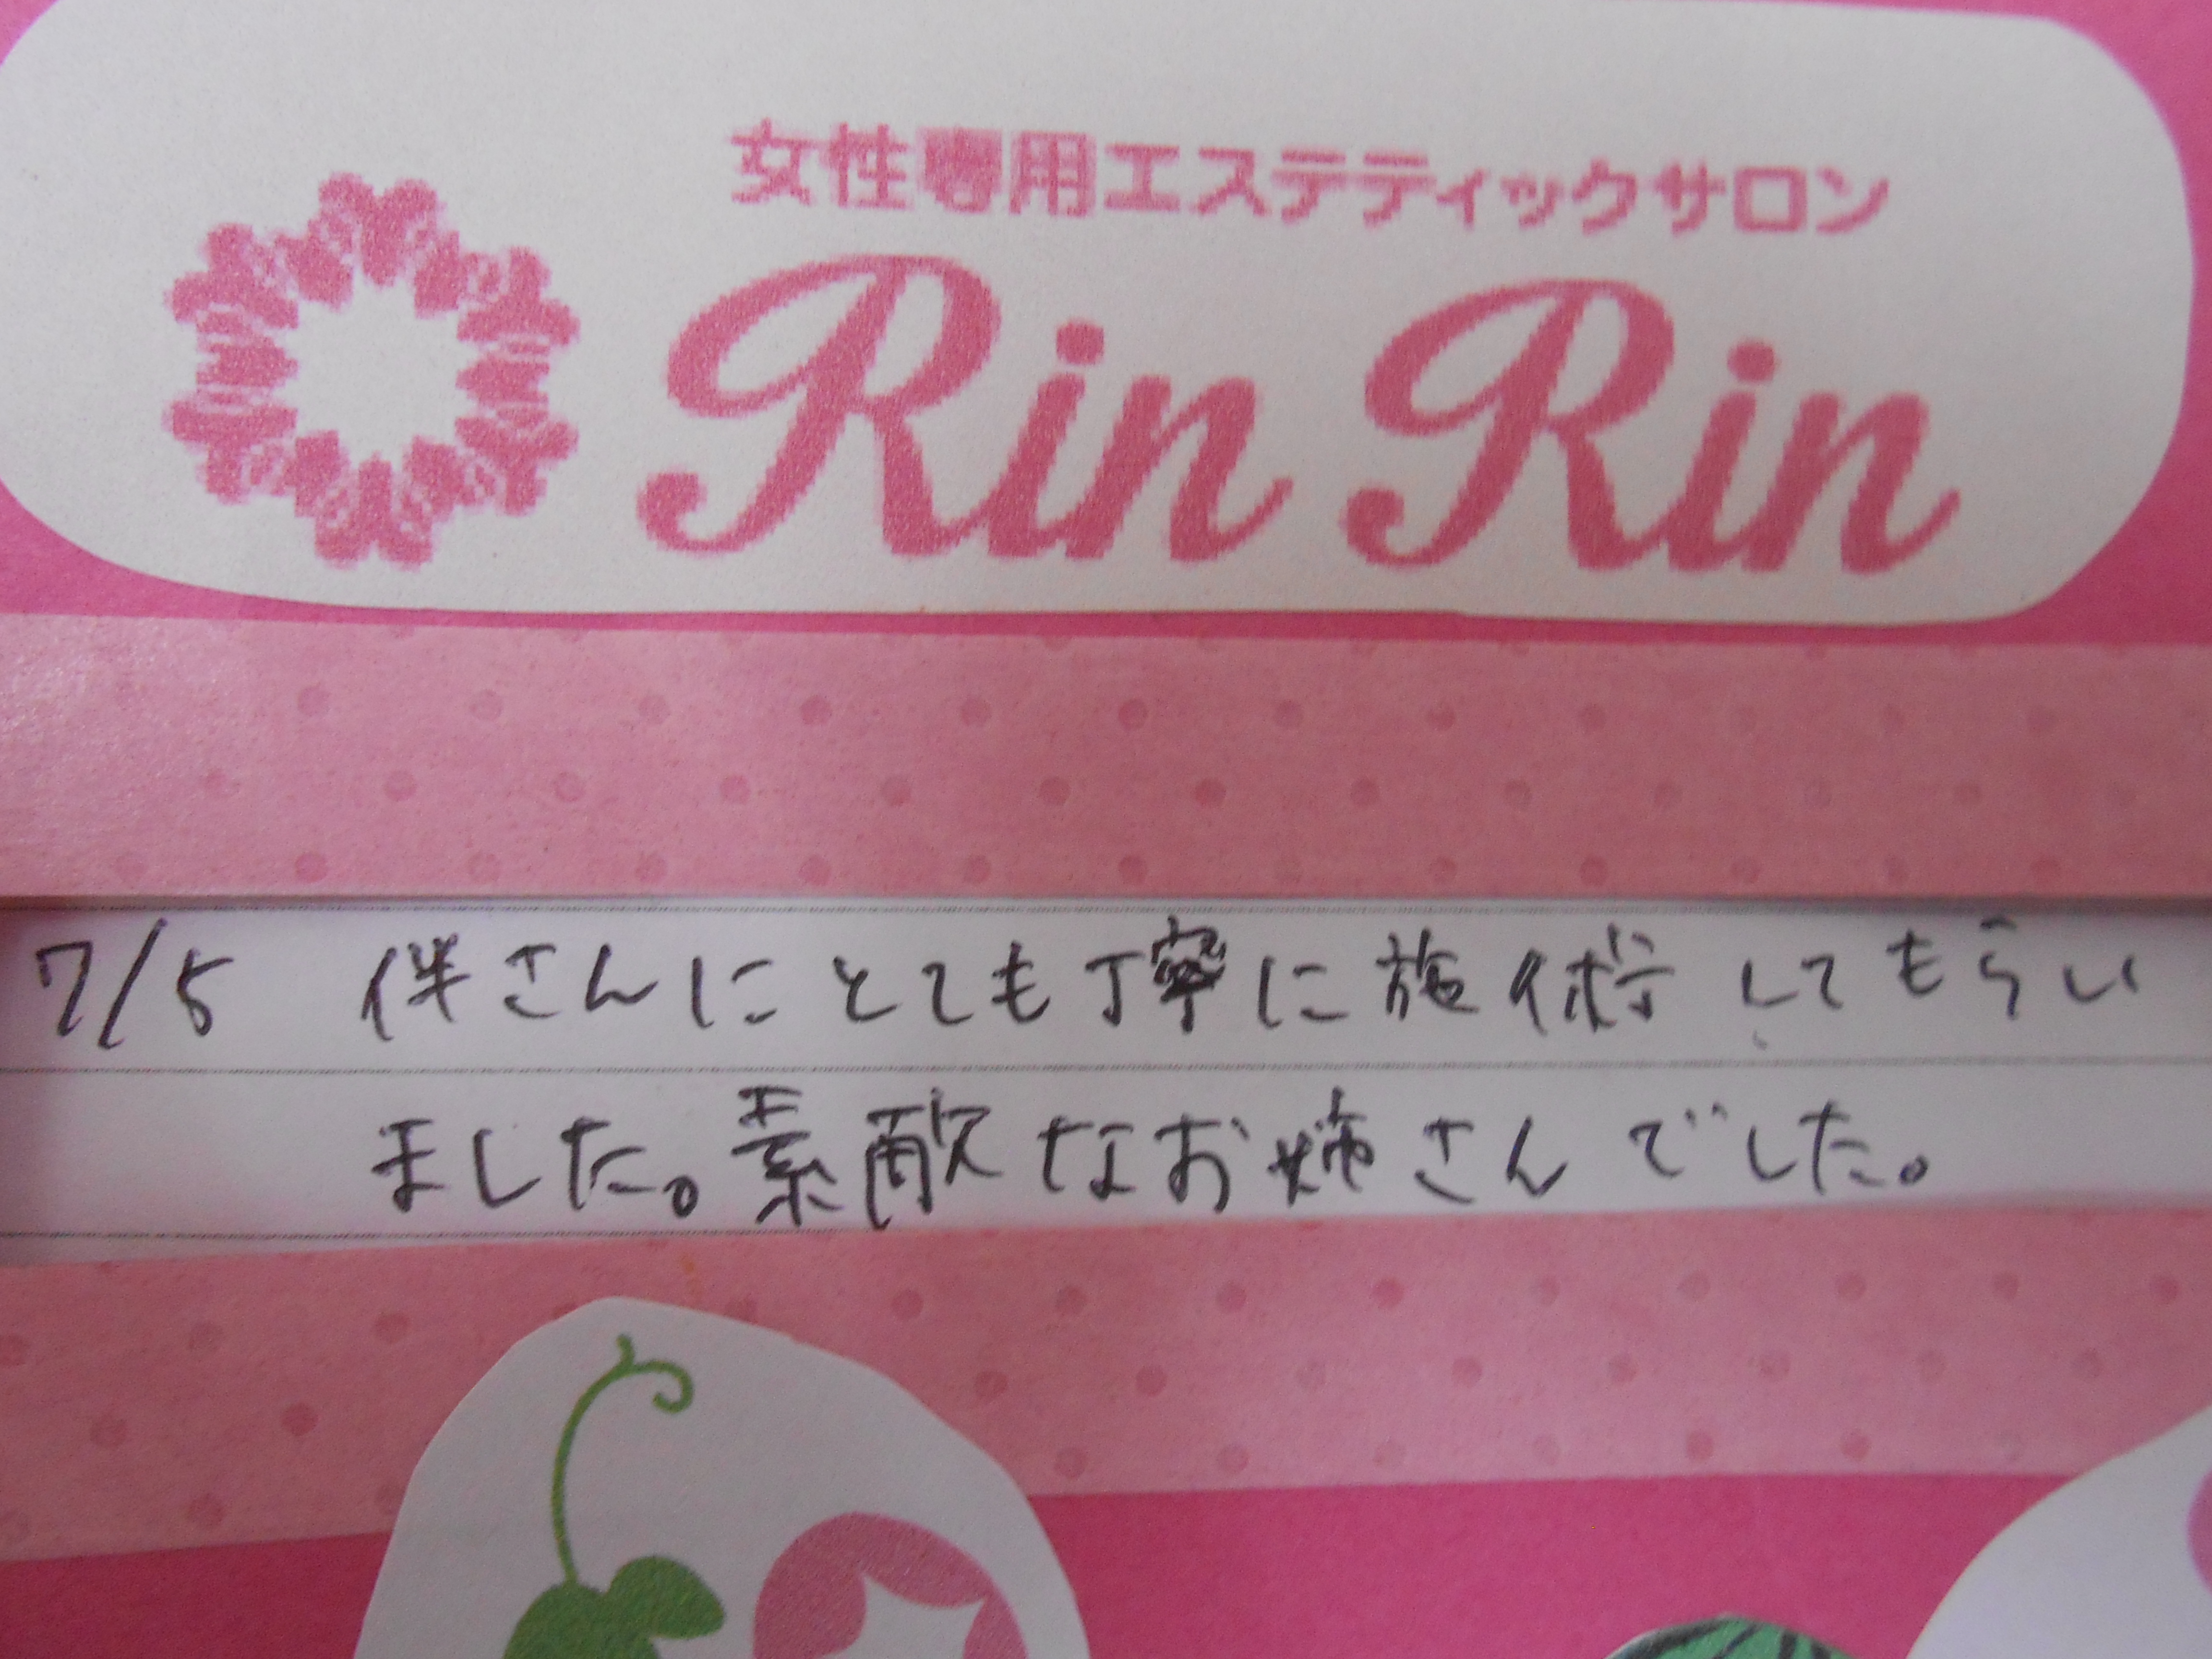 女性専用エステティックサロン
Rin Rin
7/5 伴さんにとても丁寧に施術してもらい
ました。素敵なお姉さんでした。